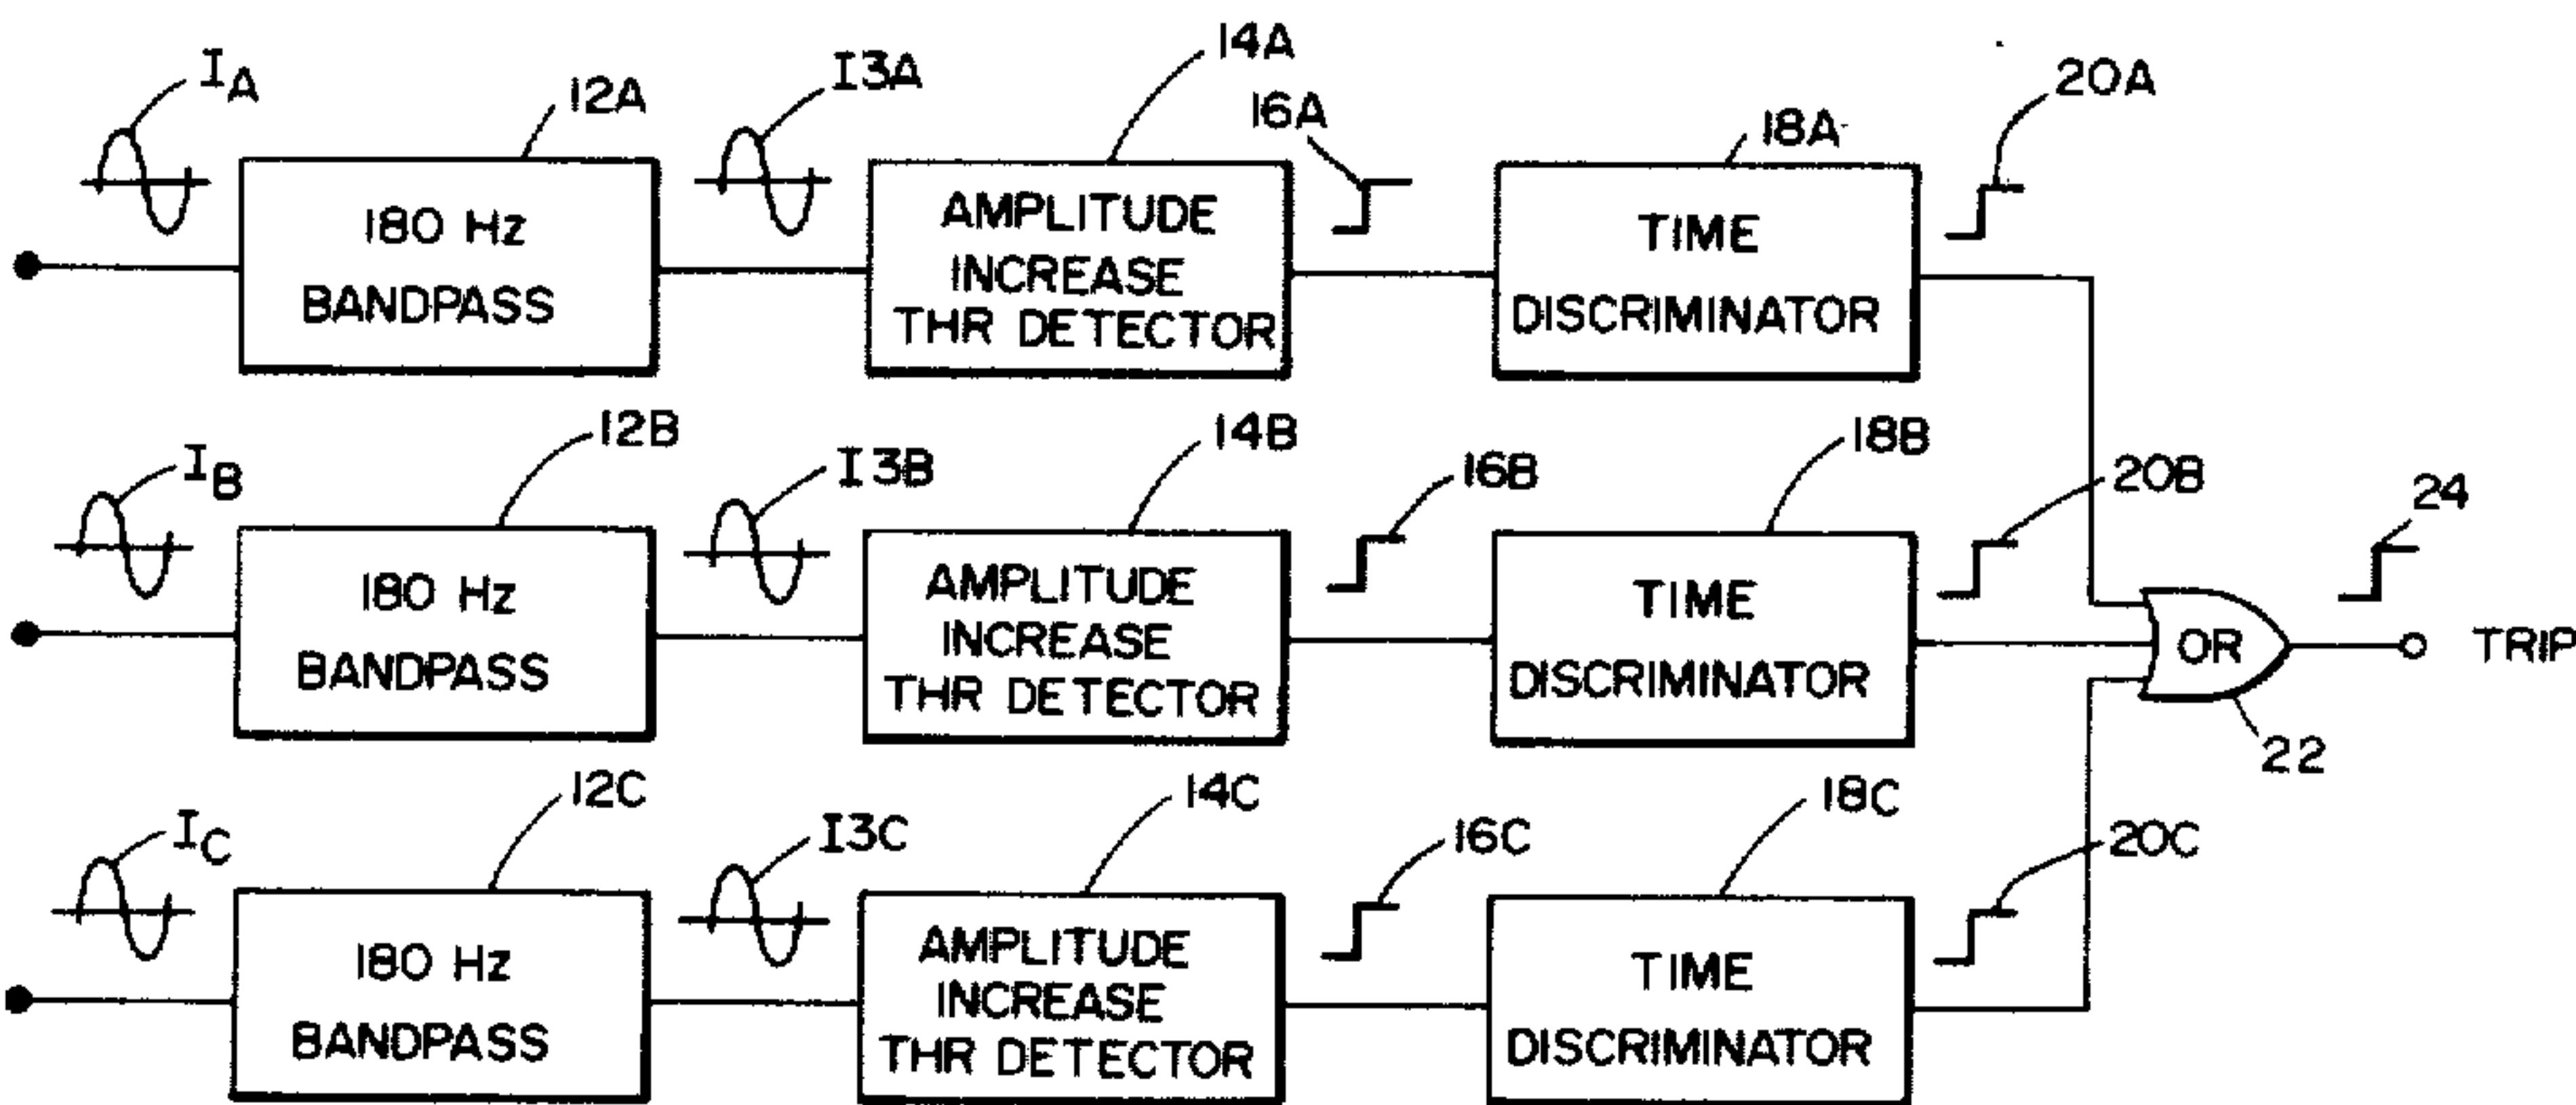 I_A
12A
I3A
14A
16A
18A
20A
180 Hz
BANDPASS
AMPLITUDE
INCREASE
THR DETECTOR
TIME
DISCRIMINATOR
I_B
12B
I3B
14B
16B
18B
20B
24
180 Hz
BANDPASS
AMPLITUDE
INCREASE
THR DETECTOR
TIME
DISCRIMINATOR
OR
TRIP
22
I_C
12C
I3C
14C
16C
18C
20C
180 Hz
BANDPASS
AMPLITUDE
INCREASE
THR DETECTOR
TIME
DISCRIMINATOR